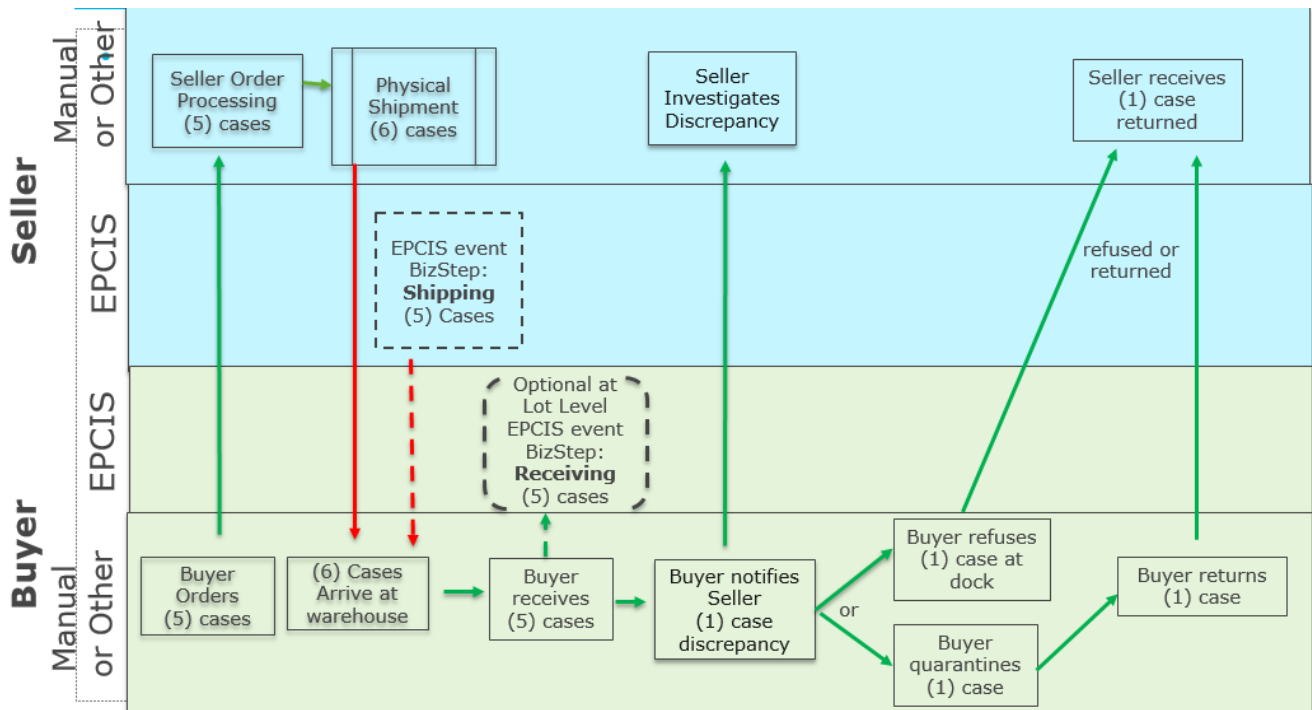 Seller
Manual
or Other
EPCIS
Buyer
EPCIS
Manual
or Other
Seller Order
Processing
(5) cases
Physical
Shipment
(6) cases
Seller
Investigates
Discrepancy
Seller receives
(1) case
returned
EPCIS event
BizStep:
Shipping
(5) Cases
refused or
returned
Optional at
Lot Level
EPCIS event
BizStep:
Receiving
(5) cases
Buyer
Orders
(5) cases
(6) Cases
Arrive at
warehouse
Buyer
receives
(5) cases
Buyer notifies
Seller
(1) case
discrepancy
or
Buyer refuses
(1) case at
dock
Buyer
quarantines
(1) case
Buyer returns
(1) case